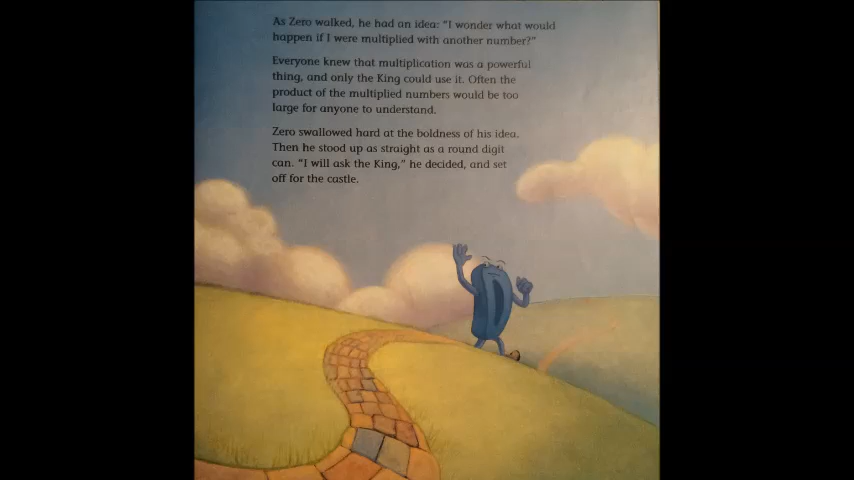 As Zero walked, he had an idea: "I wonder what would
happen if I were multiplied with another number?"
Everyone knew that multiplication was a powerful
thing, and only the King could use it. Often the
product of the multiplied numbers would be too
large for anyone to understand.
Zero swallowed hard at the boldness of his idea.
Then he stood up as straight as a round digit
can. "I will ask the King," he decided, and set
off for the castle.